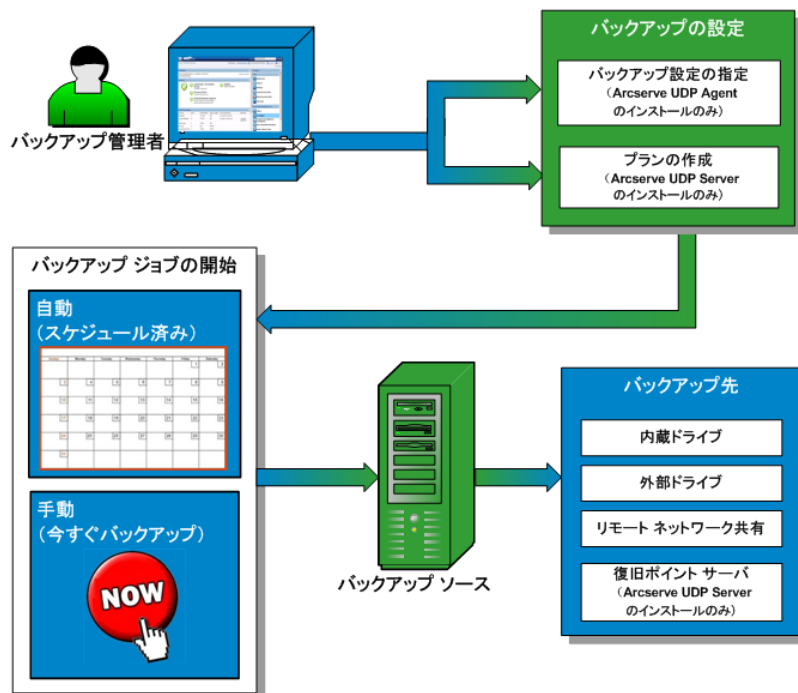 バックアップ管理者
バックアップの設定
バックアップ設定の指定
（Arcserve UDP Agent
のインストールのみ）
プランの作成
（Arcserve UDP Server
のインストールのみ）
バックアップ ジョブの開始
自動
（スケジュール済み）
手動
（今すぐバックアップ）
NOW
バックアップ ソース
バックアップ先
内蔵ドライブ
外部ドライブ
リモート ネットワーク共有
復旧ポイント サーバ
（Arcserve UDP Server
のインストールのみ）